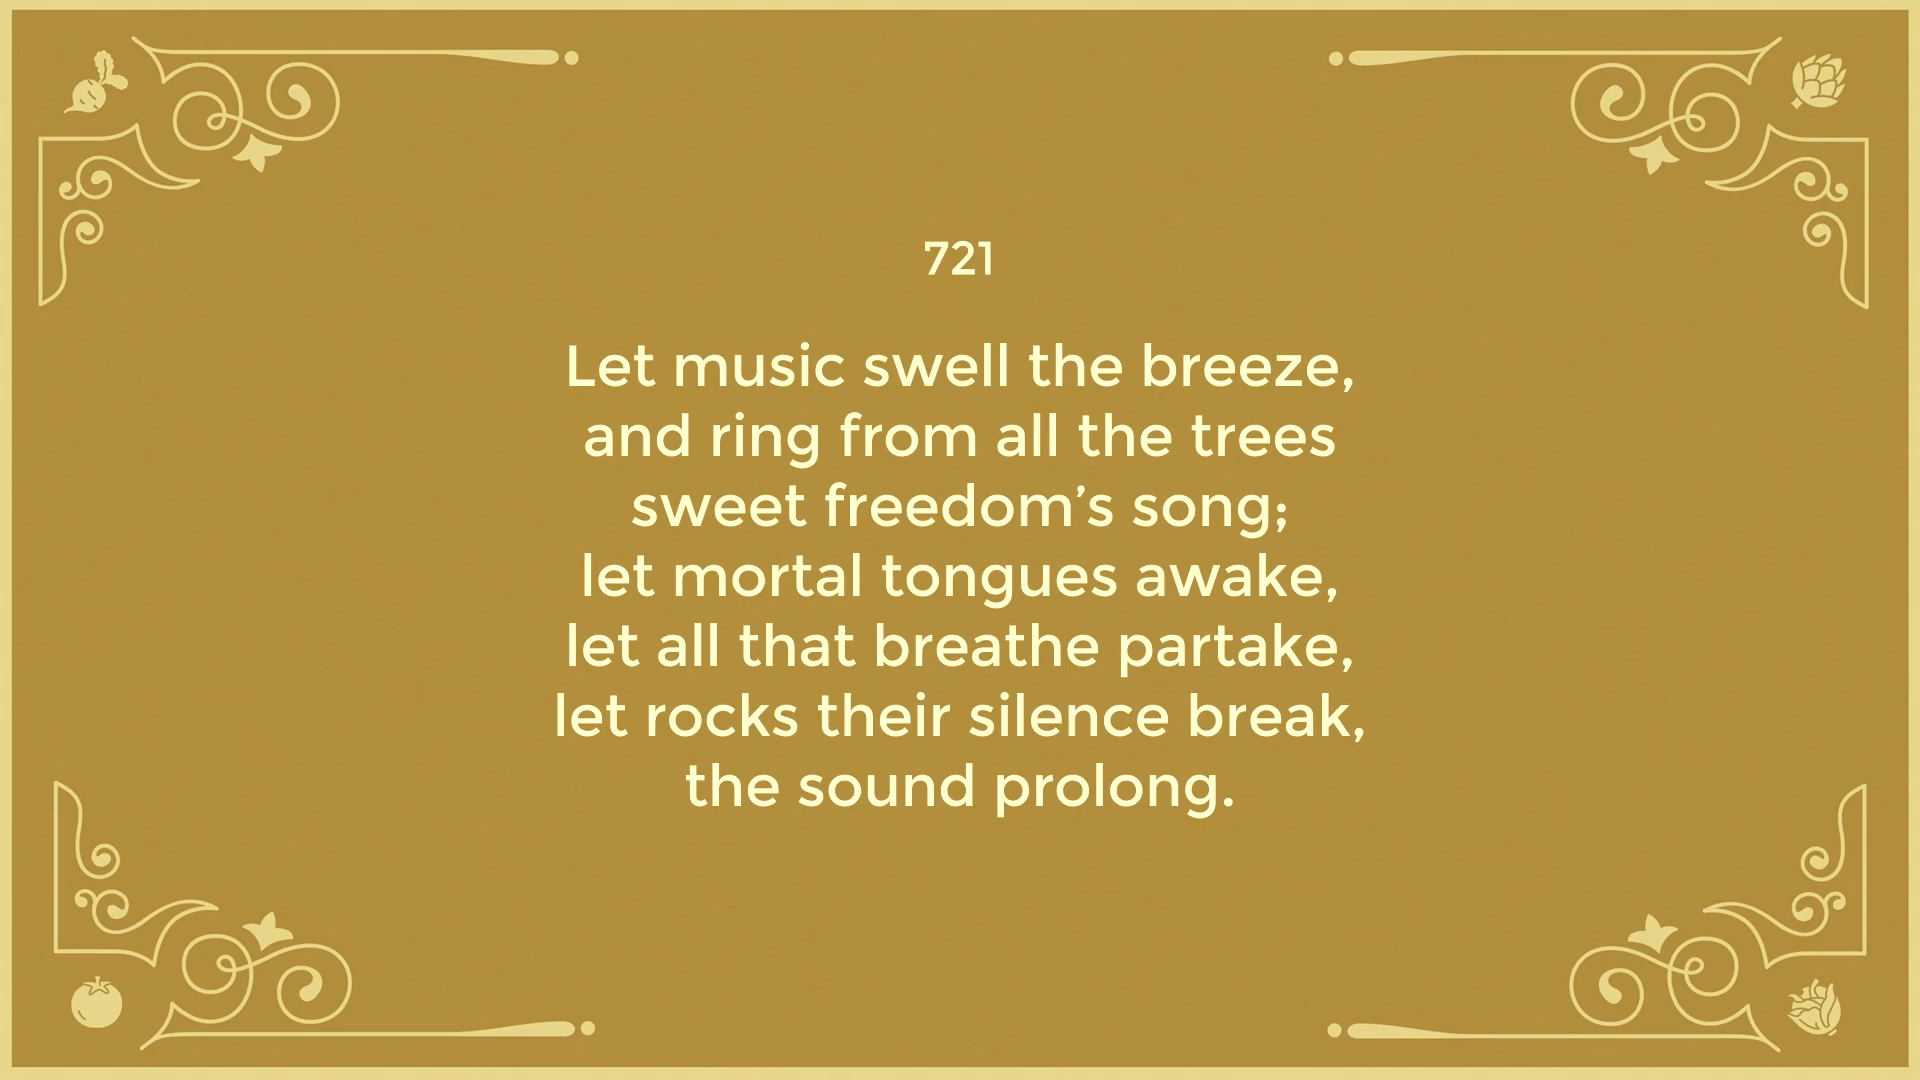 721
Let music swell the breeze,
and ring from all the trees
sweet freedom’s song;
let mortal tongues awake,
let all that breathe partake,
let rocks their silence break,
the sound prolong.